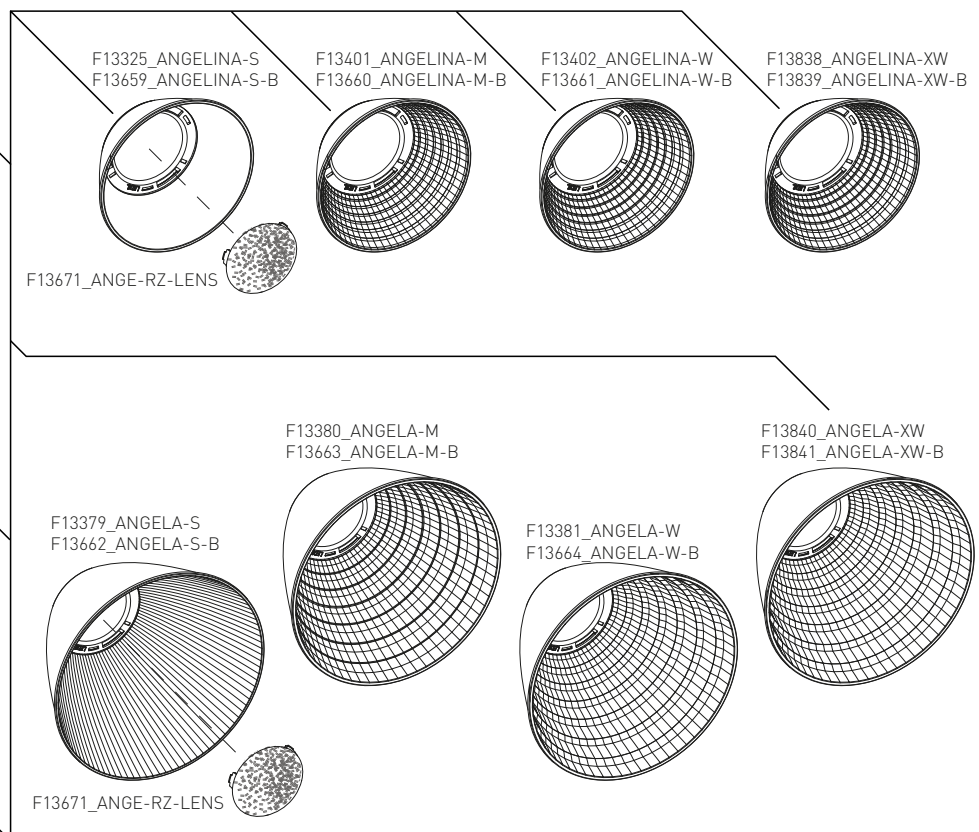 F13325_ANGELINA-S
F13659_ANGELINA-S-B
F13401_ANGELINA-M
F13660_ANGELINA-M-B
F13402_ANGELINA-W
F13661_ANGELINA-W-B
F13838_ANGELINA-XW
F13839_ANGELINA-XW-B
F13671_ANGE-RZ-LENS
F13380_ANGELA-M
F13663_ANGELA-M-B
F13840_ANGELA-XW
F13841_ANGELA-XW-B
F13379_ANGELA-S
F13662_ANGELA-S-B
F13381_ANGELA-W
F13664_ANGELA-W-B
F13671_ANGE-RZ-LENS